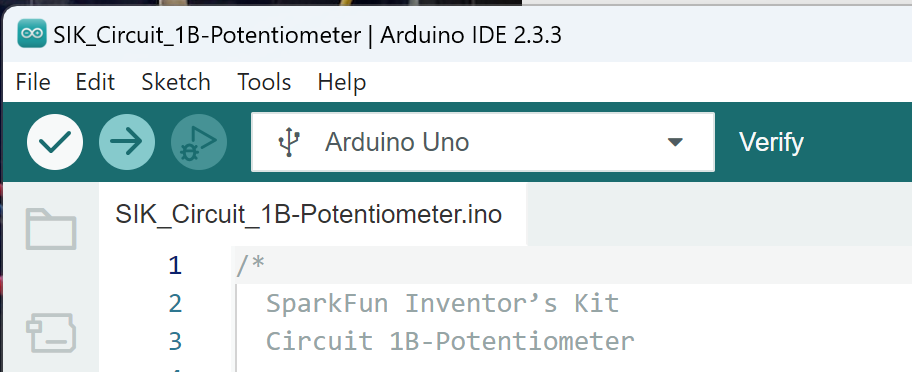 SIK_Circuit_1B-Potentiometer | Arduino IDE 2.3.3
File Edit Sketch Tools Help
Arduino Uno Verify
SIK_Circuit_1B-Potentiometer.ino
1 /*
2 SparkFun Inventor’s Kit
3 Circuit 1B-Potentiometer